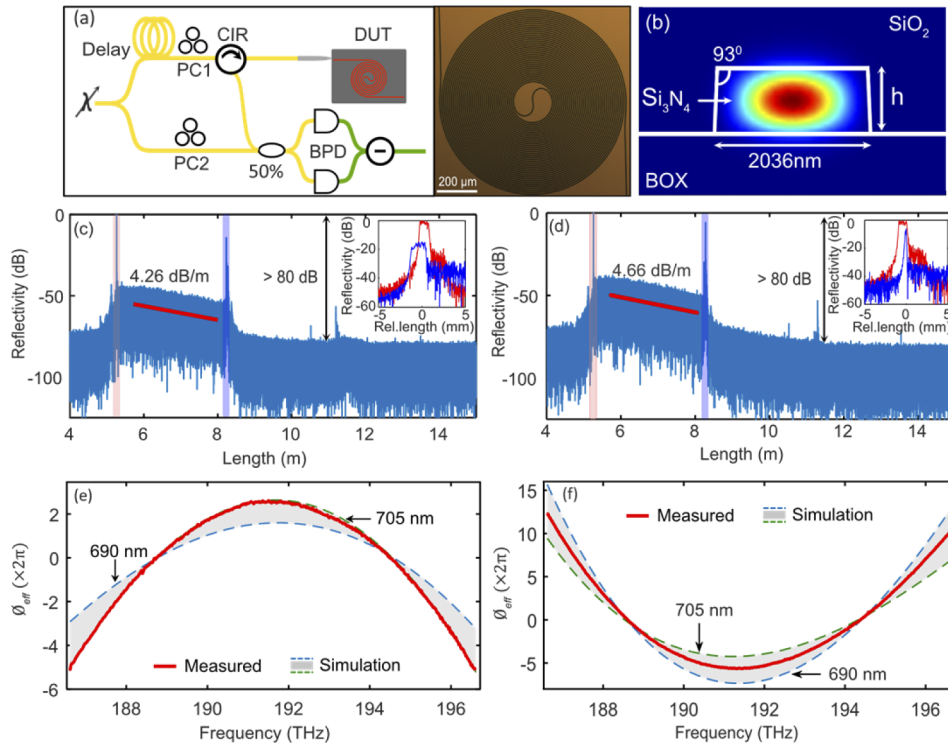 (a)
Delay
PC1
CIR
DUT
PC2
50%
BPD
200 µm
(b)
SiO2
93⁰
Si3N4
h
2036nm
BOX
(c)
Reflectivity (dB)
0
-50
-100
4.26 dB/m
> 80 dB
Reflectivity (dB)
0
-20
-40
-60
5
0
5
Rel.length (mm)
4
6
8
10
12
14
Length (m)
(d)
Reflectivity (dB)
0
-50
-100
4.66 dB/m
> 80 dB
Reflectivity (dB)
0
-20
-40
-60
-5
0
5
Rel.length (mm)
4
6
8
10
12
14
Length (m)
(e)
Øeff (×2π)
2
0
-2
-4
-6
690 nm
705 nm
Measured
Simulation
188
190
192
194
196
Frequency (THz)
(f)
Øeff (×2π)
15
10
5
0
-5
Measured
Simulation
705 nm
690 nm
188
190
192
194
196
Frequency (THz)